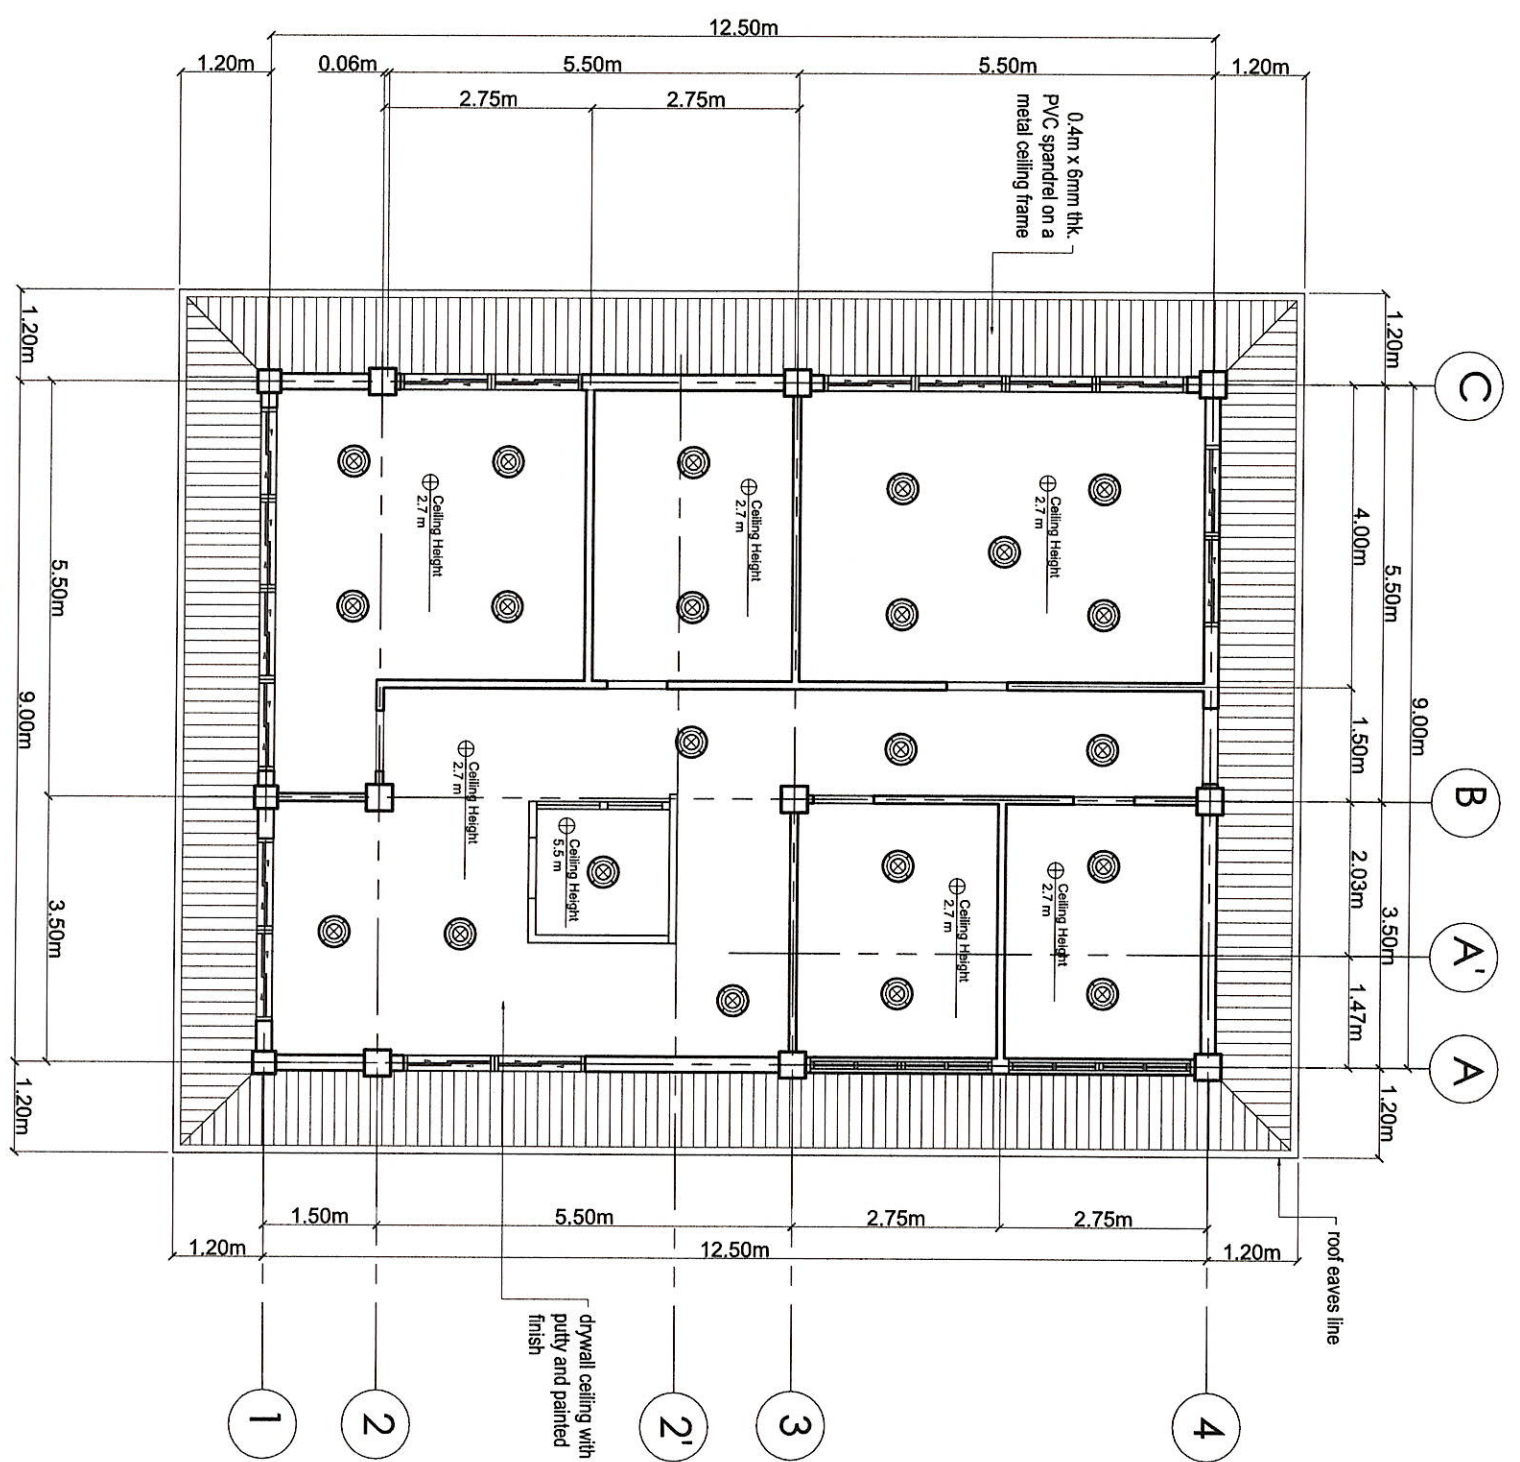 12.50m
1.20m
0.06m
5.50m
5.50m
1.20m
2.75m
2.75m
0.4m x 6mm thk.
PVC spandrel on a
metal ceiling frame
1.20m
1.20m
C
4.00m
5.50m
9.00m
Ceiling Height
2.7 m
Ceiling Height
2.7 m
Ceiling Height
2.7 m
5.50m
9.00m
1.50m
B
Ceiling Height
2.7 m
Ceiling Height
5.5 m
Ceiling Height
2.7 m
Ceiling Height
2.7 m
2.03m
3.50m
A'
3.50m
1.47m
A
1.20m
1.20m
1.50m
5.50m
2.75m
2.75m
1.20m
12.50m
1.20m
roof eaves line
drywall ceiling with
putty and painted
finish
1
2
2'
3
4